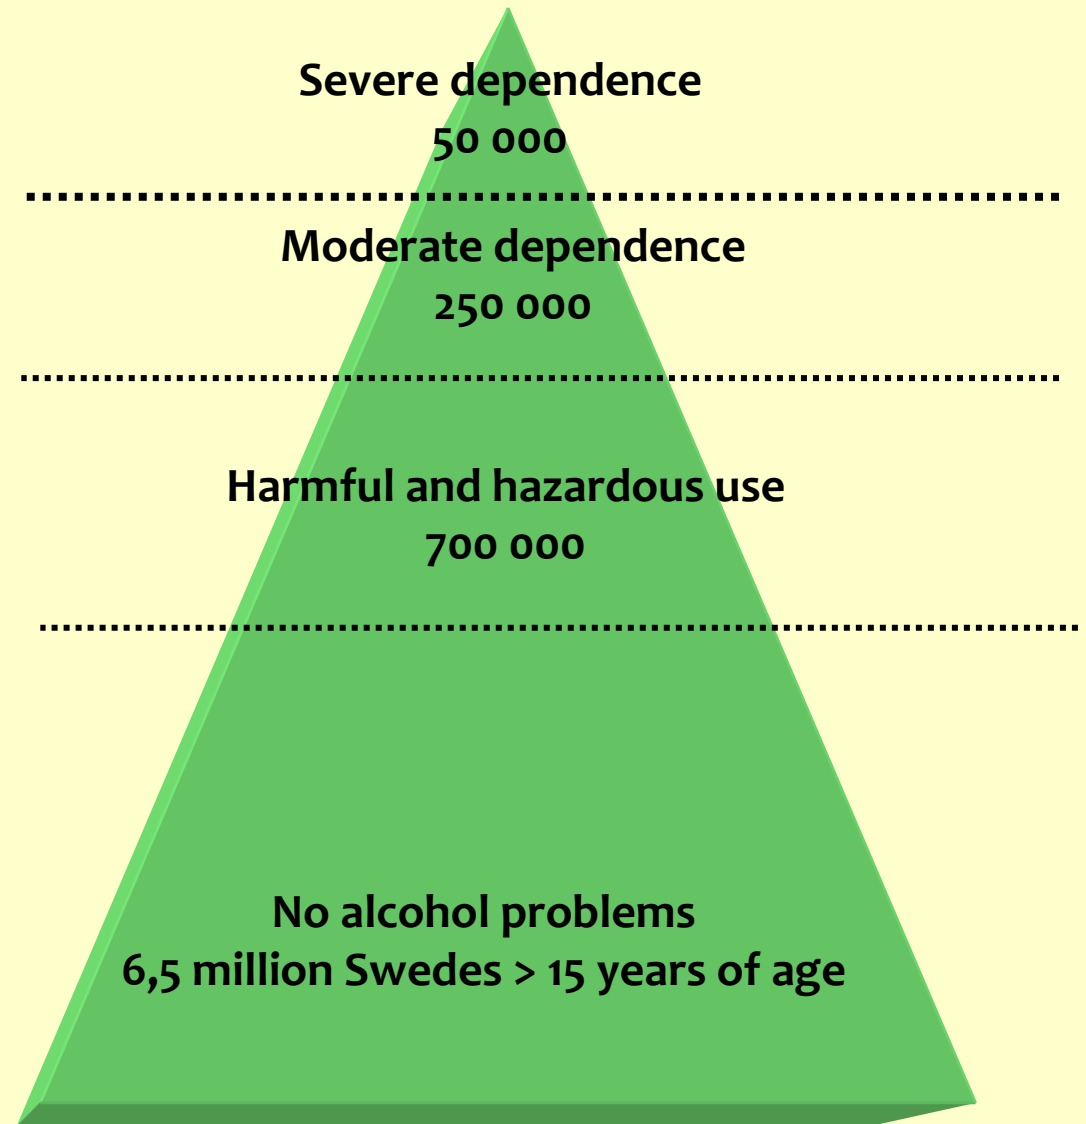 Severe dependence
50 000
Moderate dependence
250 000
Harmful and hazardous use
700 000
No alcohol problems
6,5 million Swedes > 15 years of age